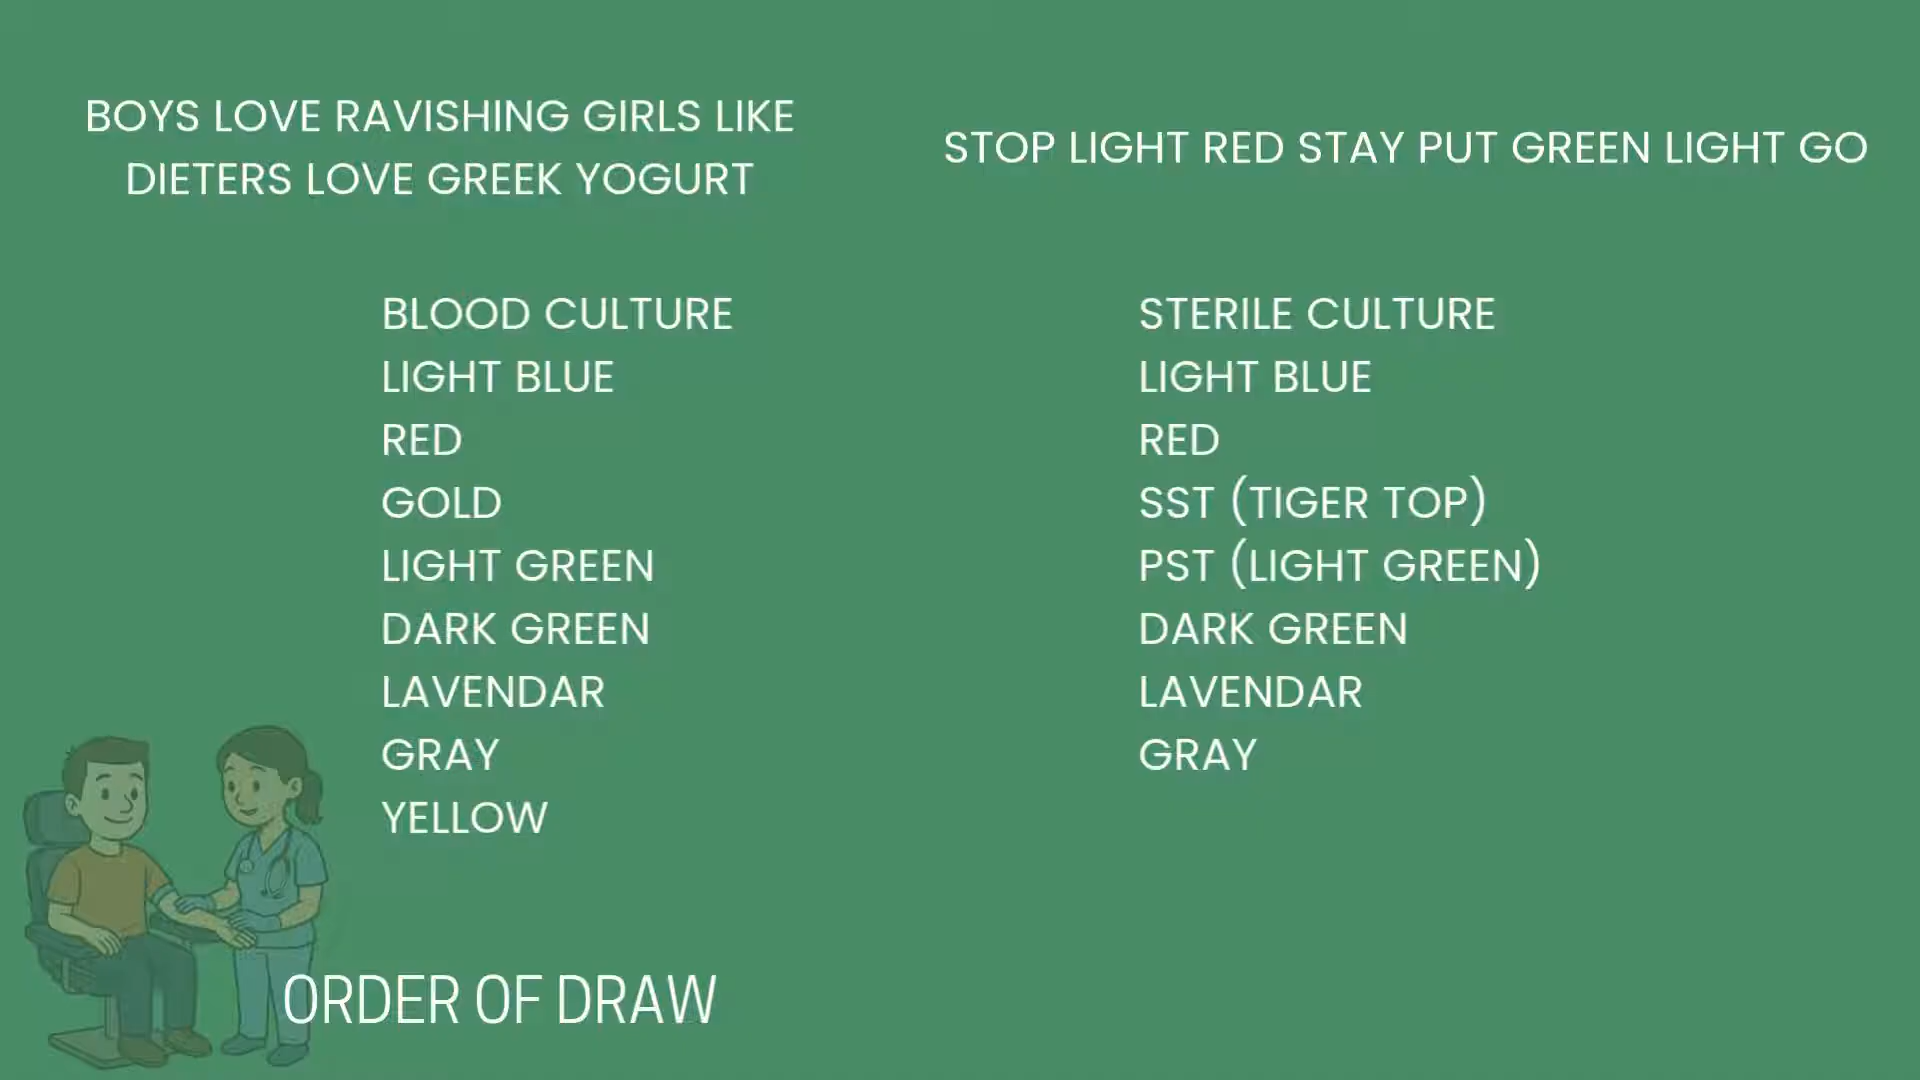 BOYS LOVE RAVISHING GIRLS LIKE
DIETERS LOVE GREEK YOGURT
BLOOD CULTURE
LIGHT BLUE
RED
GOLD
LIGHT GREEN
DARK GREEN
LAVENDAR
GRAY
YELLOW
STOP LIGHT RED STAY PUT GREEN LIGHT GO
STERILE CULTURE
LIGHT BLUE
RED
SST (TIGER TOP)
PST (LIGHT GREEN)
DARK GREEN
LAVENDAR
GRAY
ORDER OF DRAW